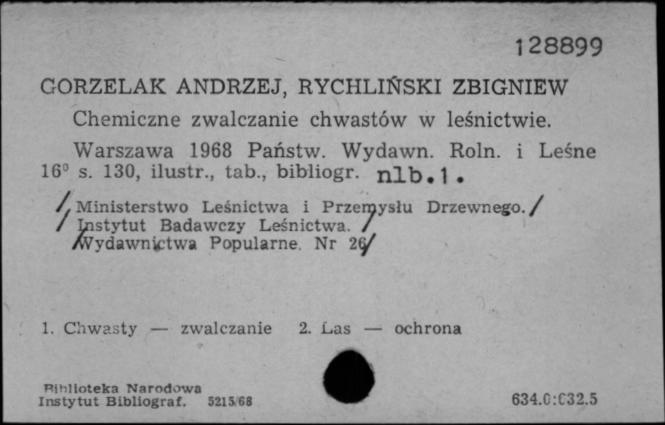 128899
GORZELAK ANDRZEJ, RYCHLIŃSKI ZBIGNIEW
Chemiczne zwalczanie chwastów w leśnictwie.
Warszawa 1968 Państw. Wydawn. Roln. i Leśne
16° s. 130, ilustr., tab., bibliogr. nlb.1.
/Ministerstwo Leśnictwa i Przemysłu Drzewnego./
/Instytut Badawczy Leśnictwa. /
/Wydawnictwa Popularne. Nr 26/
1. Chwasty — zwalczanie 2. Las — ochrona
Biblioteka Narodowa
Instytut Bibliograf. 5215/68
634.0:632.5